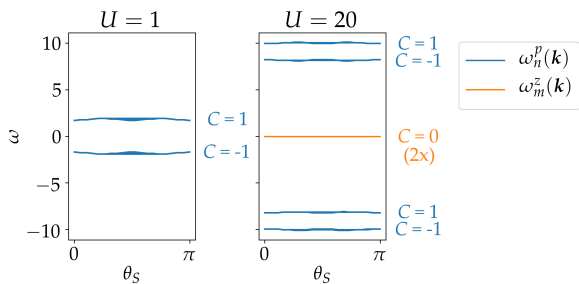 U = 1
U = 20
10
5
0
−5
−10
ω
C = 1
C = -1
C = 1
C = -1
C = 0
(2x)
C = 1
C = -1
0
π
θ_S
0
π
θ_S
ω_n^p(k)
ω_m^z(k)